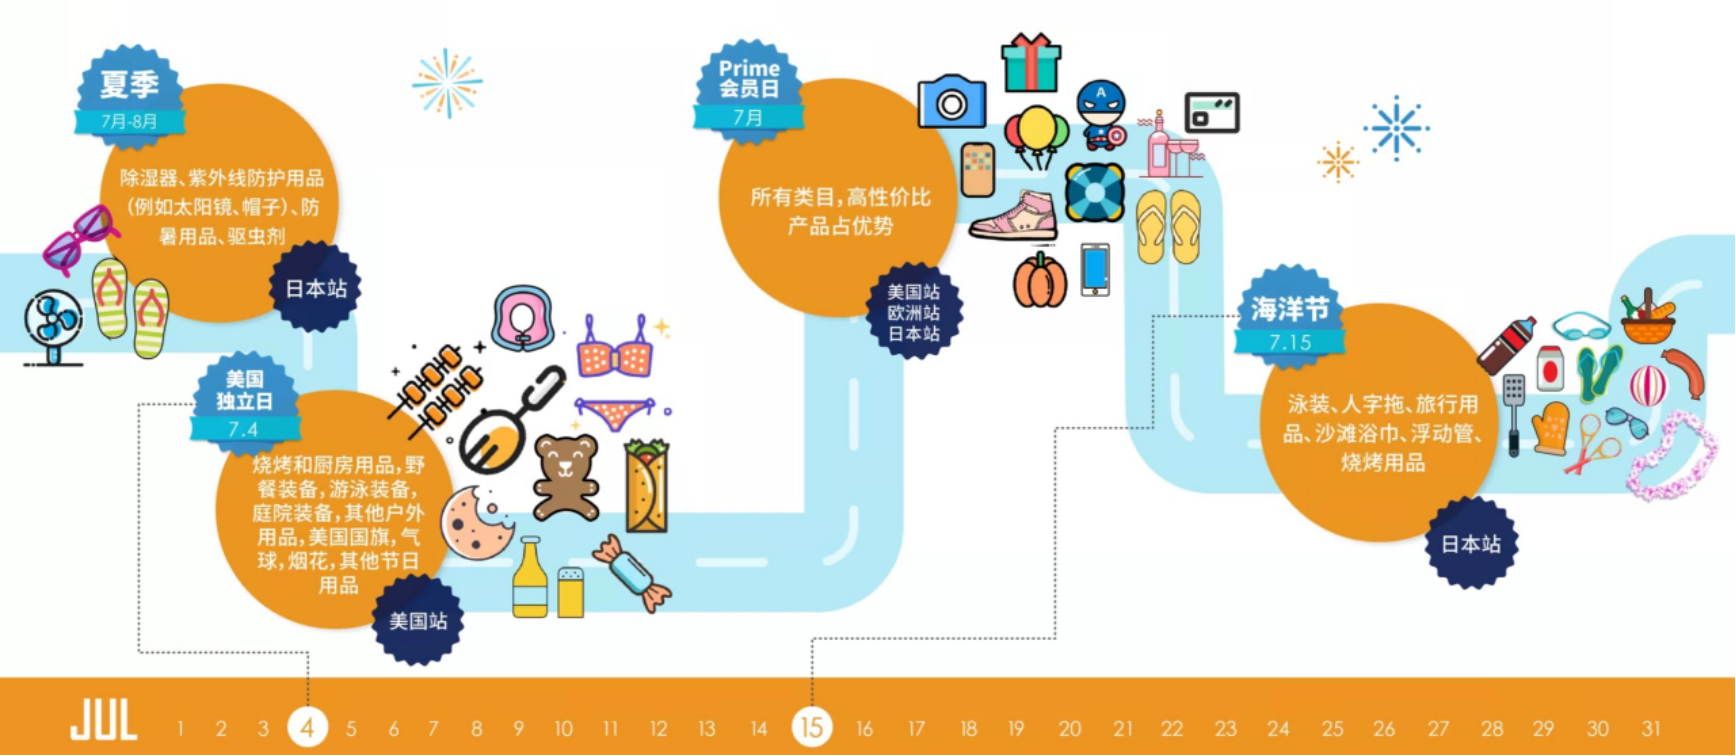 夏季
7月-8月
除湿器、紫外线防护用品
(例如太阳镜、帽子)、防
暑用品、驱虫剂
日本站
美国
独立日
7.4
烧烤和厨房用品,野
餐装备,游泳装备,
庭院装备,其他户外
用品,美国国旗,气
球,烟花,其他节日
用品
美国站
Prime
会员日
7月
所有类目,高性价比
产品占优势
美国站
欧洲站
日本站
A
海洋节
7.15
泳装、人字拖、旅行用
品、沙滩浴巾、浮动管、
烧烤用品
日本站
JUL 1 2 3 4 5 6 7 8 9 10 11 12 13 14 15 16 17 18 19 20 21 22 23 24 25 26 27 28 29 30 31